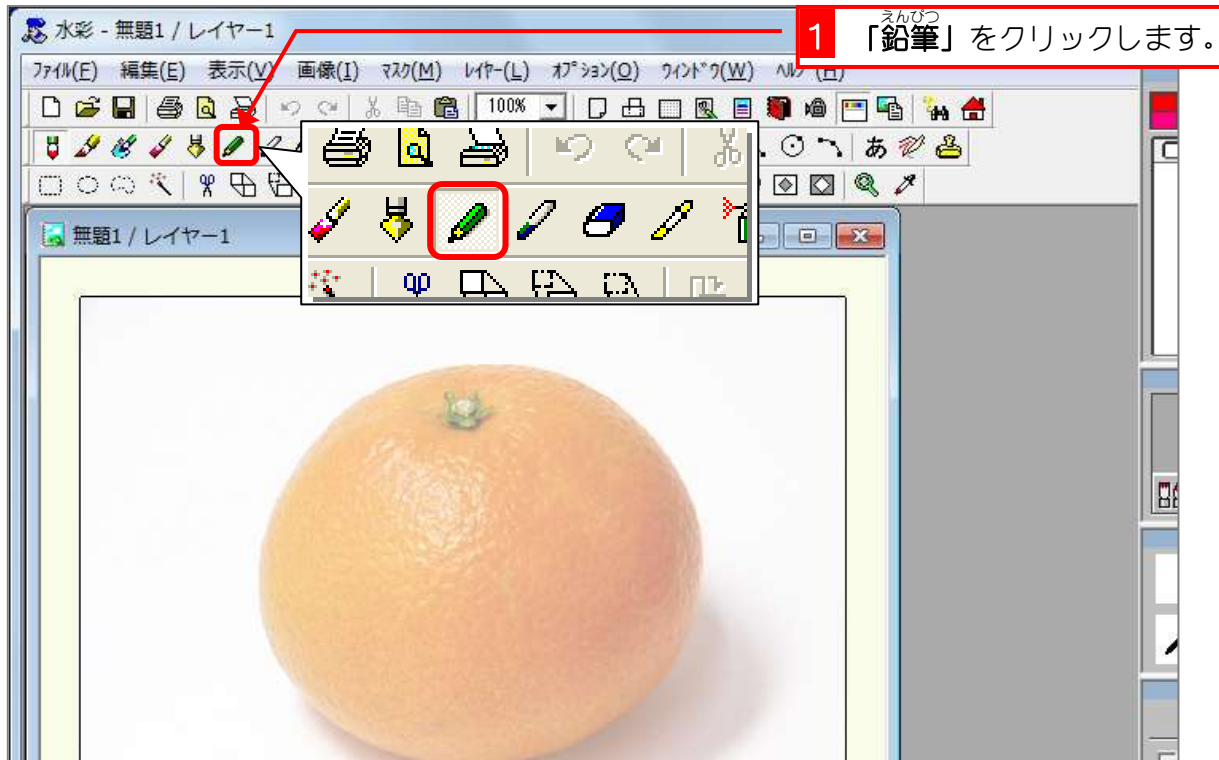 水彩 - 無題1 / レイヤー1
1 「鉛筆」をクリックします。
えんぴつ
ﾌｧｲﾙ(F) 編集(E) 表示(V) 画像(I) ﾏｽｸ(M) ﾚｲﾔｰ(L) ｵﾌﾟｼｮﾝ(O) ｳｨﾝﾄﾞｳ(W) ﾍﾙﾌﾟ(H)
100%
あ
無題1 / レイヤー1